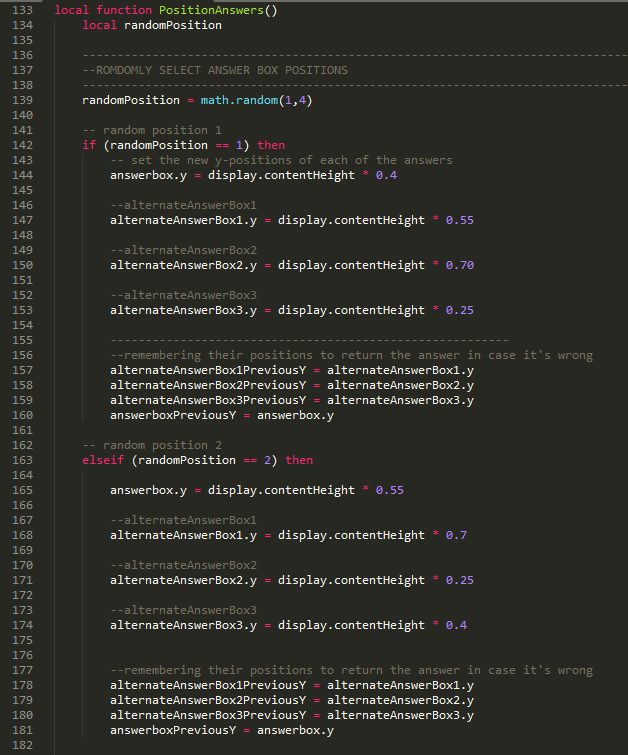 133 local function PositionAnswers()
134     local randomPosition
135
136     ------------------------------------------------------------------------------
137     --ROMDOMLY SELECT ANSWER BOX POSITIONS
138     ------------------------------------------------------------------------------
139     randomPosition = math.random(1,4)
140
141     -- random position 1
142     if (randomPosition == 1) then
143         -- set the new y-positions of each of the answers
144         answerbox.y = display.contentHeight * 0.4
145
146         --alternateAnswerBox1
147         alternateAnswerBox1.y = display.contentHeight * 0.55
148
149         --alternateAnswerBox2
150         alternateAnswerBox2.y = display.contentHeight * 0.70
151
152         --alternateAnswerBox3
153         alternateAnswerBox3.y = display.contentHeight * 0.25
154
155         ---------------------------------------------------------
156         --remembering their positions to return the answer in case it's wrong
157         alternateAnswerBox1PreviousY = alternateAnswerBox1.y
158         alternateAnswerBox2PreviousY = alternateAnswerBox2.y
159         alternateAnswerBox3PreviousY = alternateAnswerBox3.y
160         answerboxPreviousY = answerbox.y
161
162     -- random position 2
163     elseif (randomPosition == 2) then
164
165         answerbox.y = display.contentHeight * 0.55
166
167         --alternateAnswerBox1
168         alternateAnswerBox1.y = display.contentHeight * 0.7
169
170         --alternateAnswerBox2
171         alternateAnswerBox2.y = display.contentHeight * 0.25
172
173         --alternateAnswerBox3
174         alternateAnswerBox3.y = display.contentHeight * 0.4
175
176
177         --remembering their positions to return the answer in case it's wrong
178         alternateAnswerBox1PreviousY = alternateAnswerBox1.y
179         alternateAnswerBox2PreviousY = alternateAnswerBox2.y
180         alternateAnswerBox3PreviousY = alternateAnswerBox3.y
181         answerboxPreviousY = answerbox.y
182